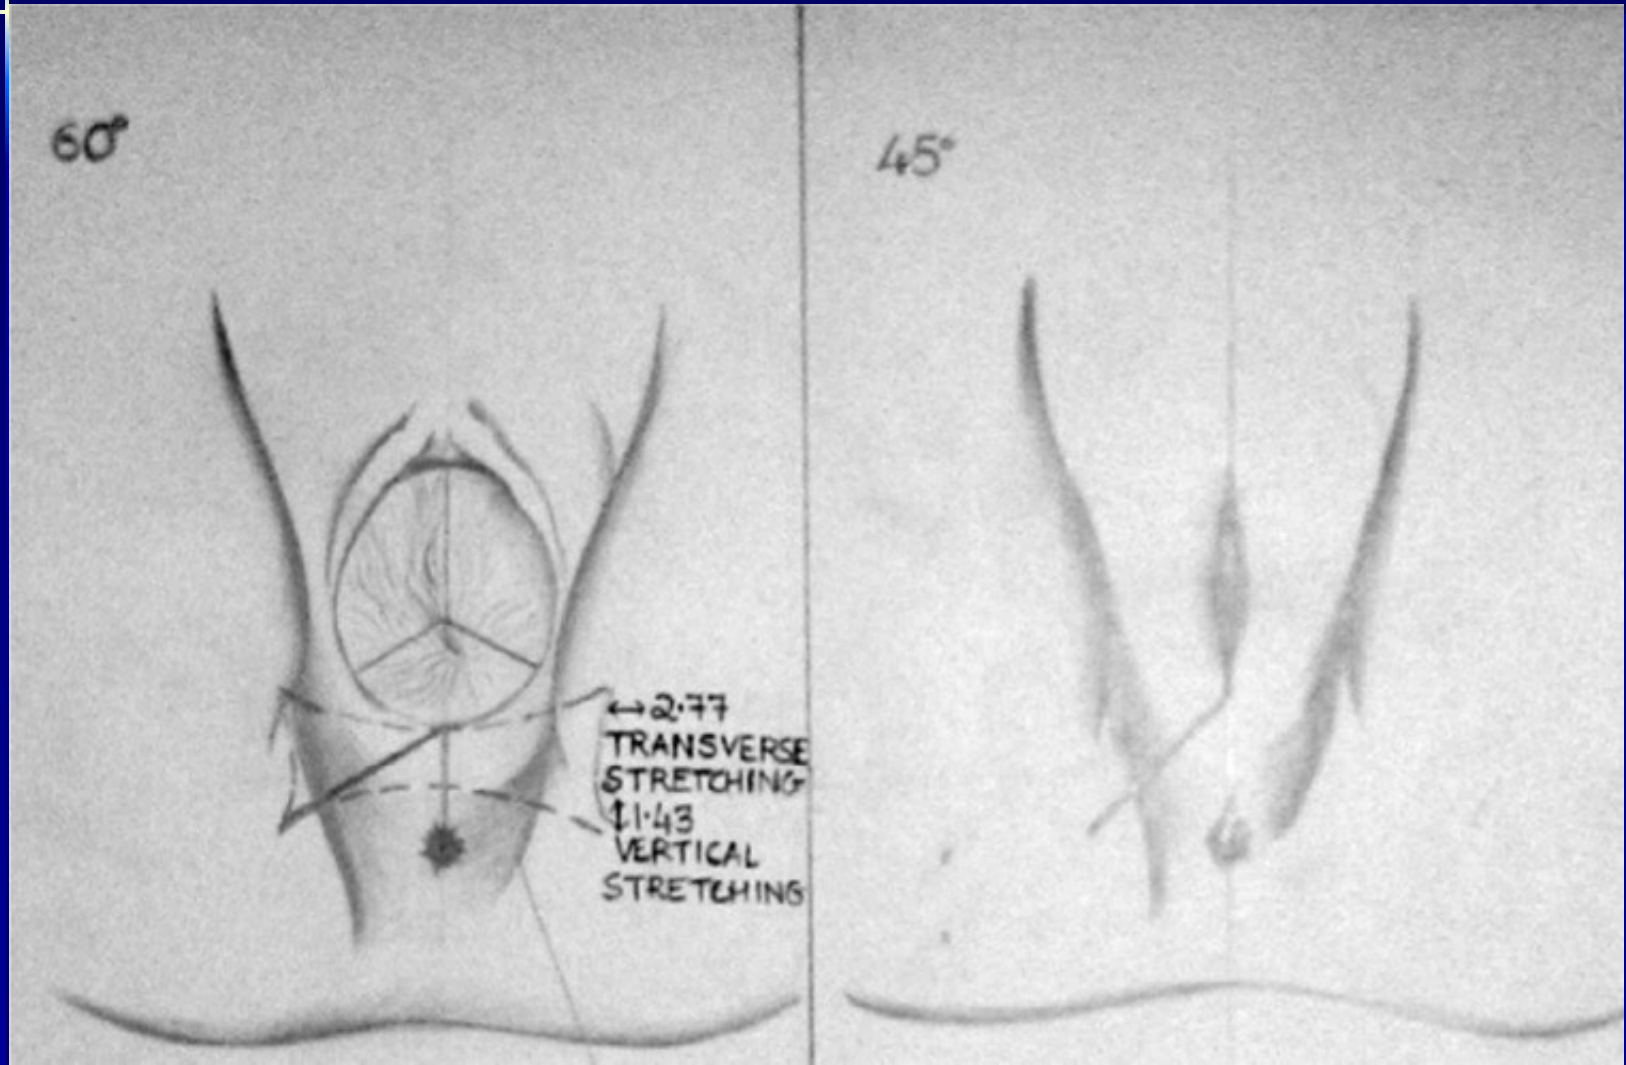 60°
45°
↔2.77
TRANSVERSE
STRETCHING
↕1.43
VERTICAL
STRETCHING